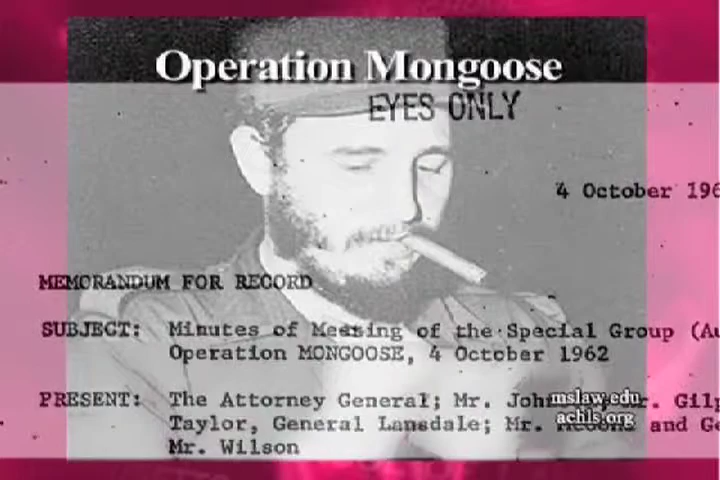 Operation Mongoose
EYES ONLY
4 October 196
MEMORANDUM FOR RECORD
SUBJECT: Minutes of Meeting of the Special Group (Au
Operation MONGOOSE, 4 October 1962
PRESENT: The Attorney General; Mr. Gilp
Taylor, General Lansdale; Mr. and Ge
Mr. Wilson
mslaw.edu
achls.org